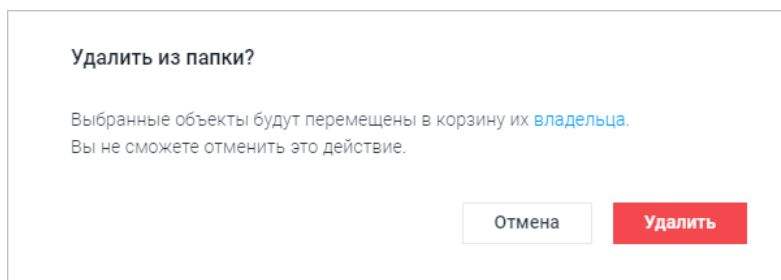 Удалить из папки?
Выбранные объекты будут перемещены в корзину их владельца.
Вы не сможете отменить это действие.
Отмена
Удалить